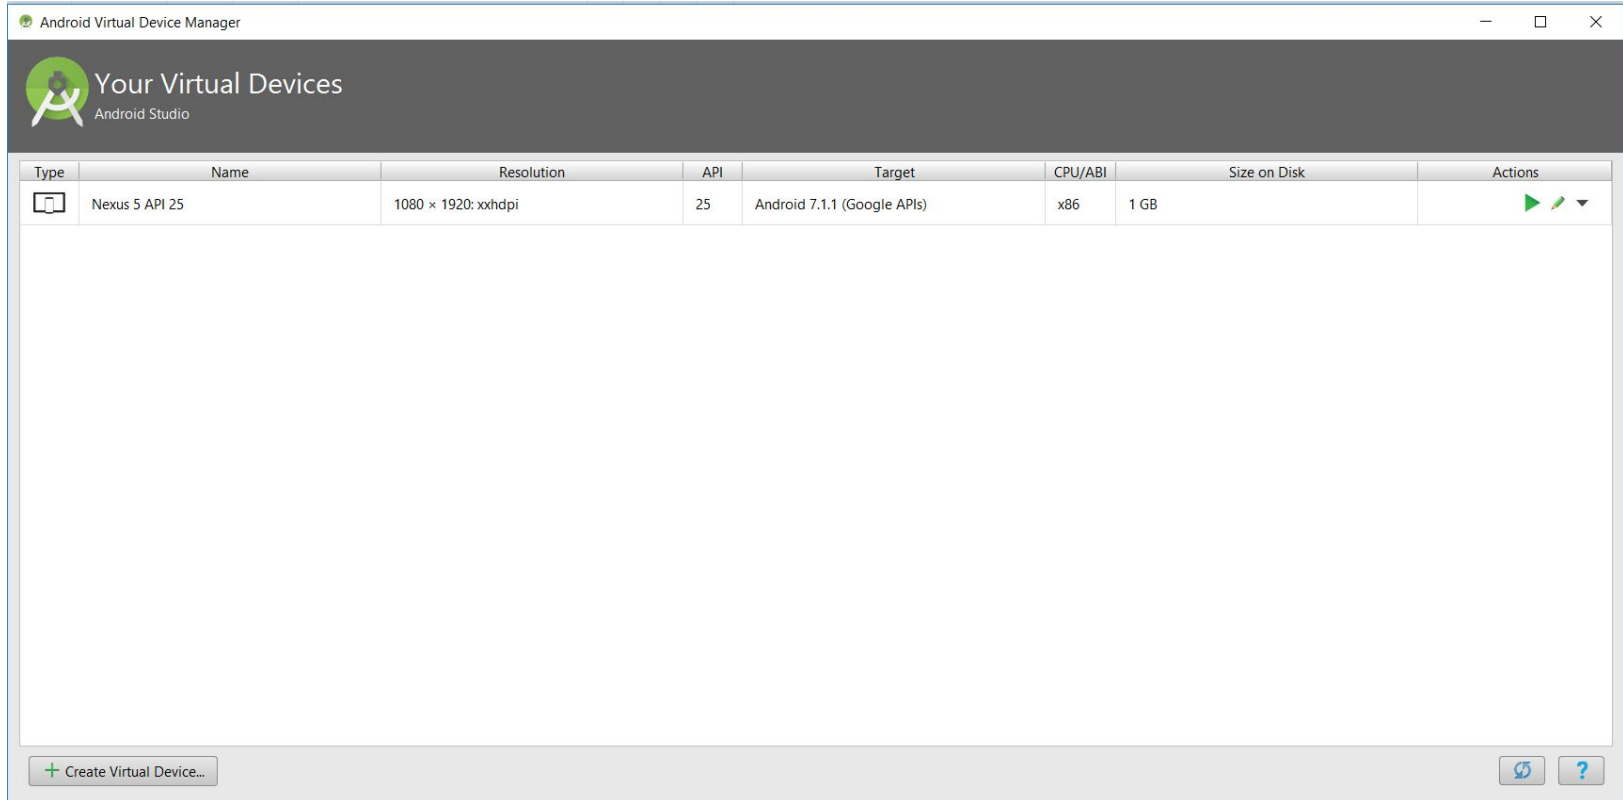 Android Virtual Device Manager
Your Virtual Devices
Android Studio
Type Name Resolution API Target CPU/ABI Size on Disk Actions
Nexus 5 API 25 1080 × 1920: xxhdpi 25 Android 7.1.1 (Google APIs) x86 1 GB
Create Virtual Device...
?